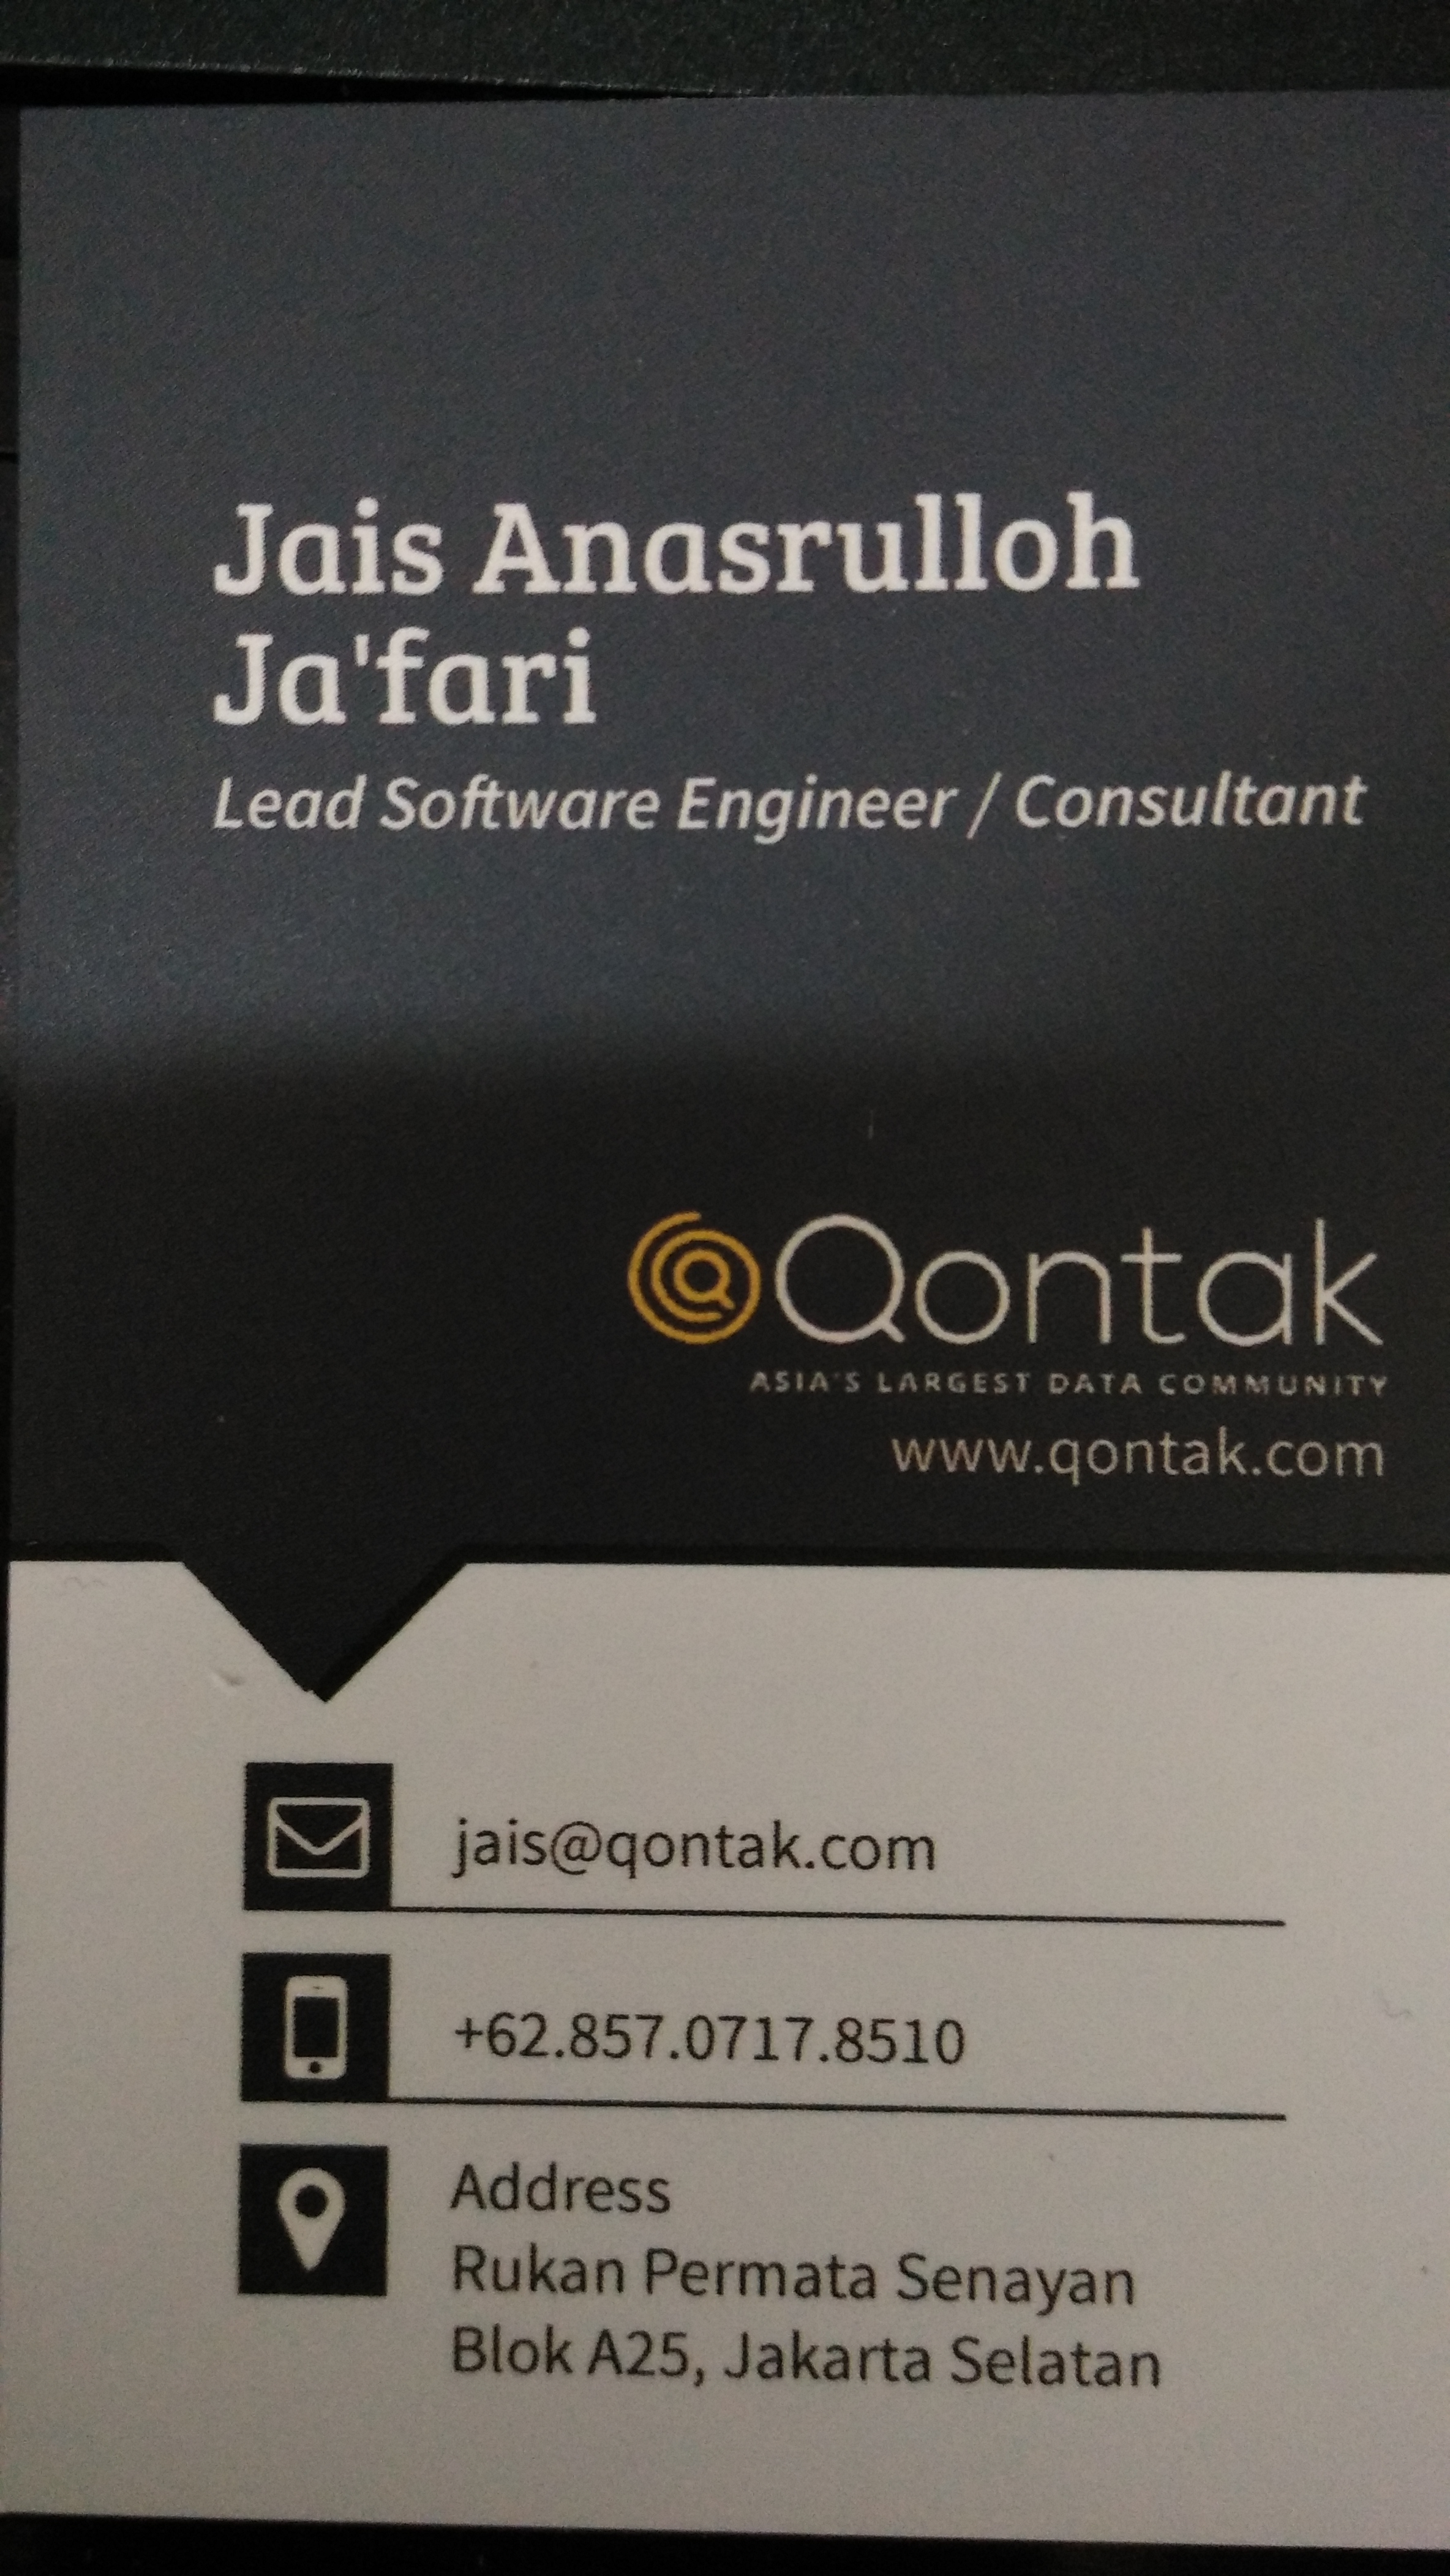 Jais Anasrulloh
Ja'fari
Lead Software Engineer / Consultant
Qontak
ASIA'S LARGEST DATA COMMUNITY
www.qontak.com
jais@qontak.com
+62.857.0717.8510
Address
Rukan Permata Senayan
Blok A25, Jakarta Selatan